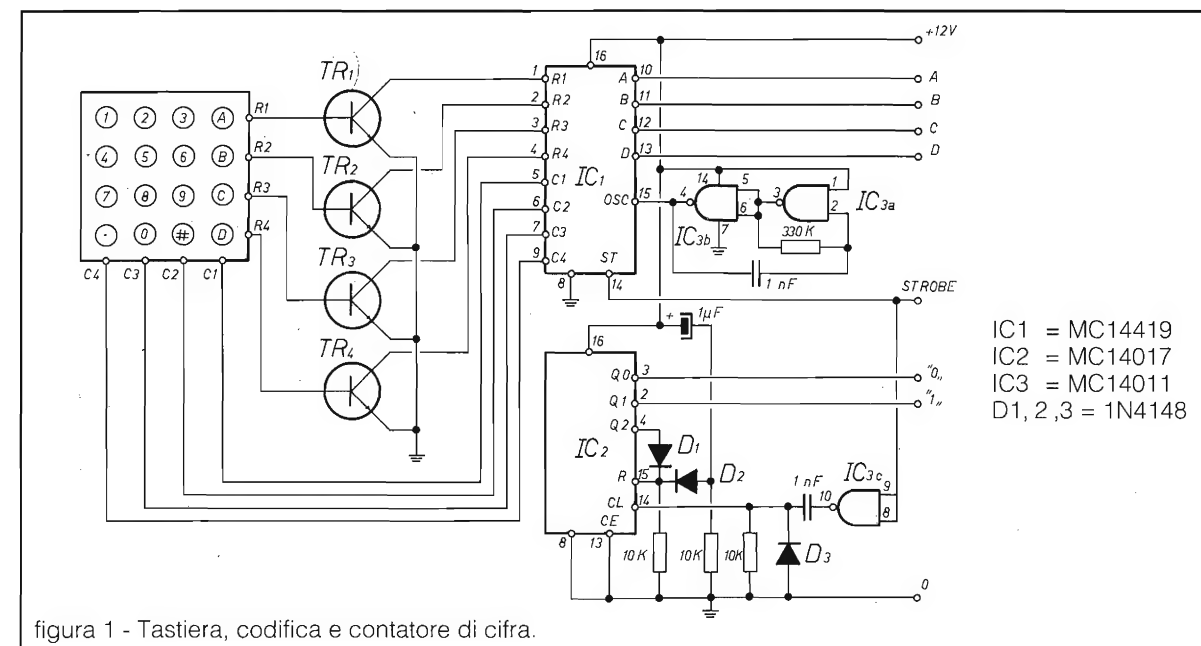 +12V
16
TR1
1 R1
A 10
A
2 R2
B 11
B
3 R3
C 12
C
4 R4
D 13
D
1 2 3 A
R1
4 5 6 B
R2
7 8 9 C
R3
· 0 # D
R4
C4 C3 C2 C1
TR2
TR3
TR4
IC1
5 C1
6 C2
7 C3
9 C4
OSC 15
ST
8
14
4
14
5
6
7
IC3b
3
1
2
IC3a
330 K
1 nF
STROBE
+ 1µF
16
Q0 3
"0"
Q1 2
"1"
Q2 4
IC2
D1
R 15
D2
CL 14
CE
8
13
10K
10K
10K
D3
1 nF
10
IC3c
9
8
0
IC1 = MC14419
IC2 = MC14017
IC3 = MC14011
D1, 2 ,3 = 1N4148
figura 1 - Tastiera, codifica e contatore di cifra.